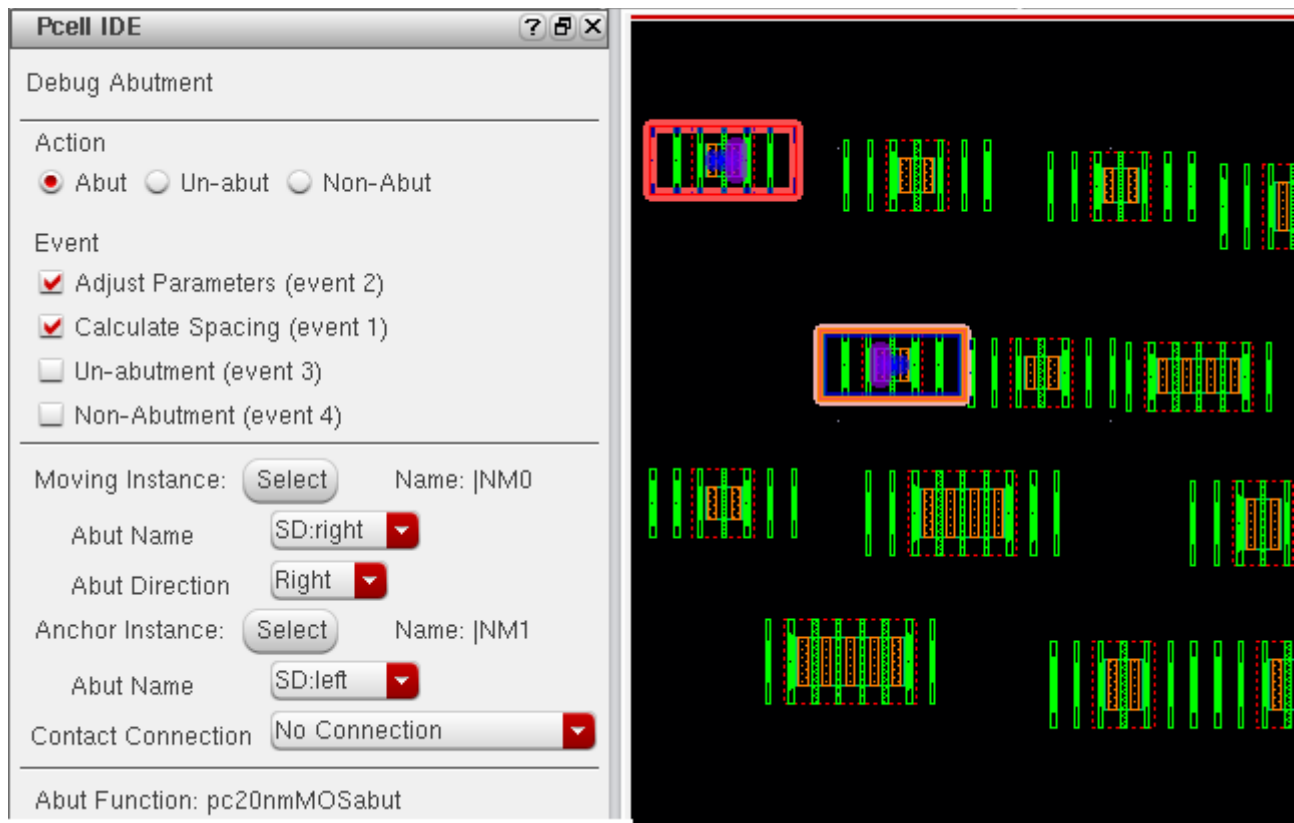 Pcell IDE
Debug Abutment
Action
Abut Un-abut Non-Abut
Event
Adjust Parameters (event 2)
Calculate Spacing (event 1)
Un-abutment (event 3)
Non-Abutment (event 4)
Moving Instance: Select Name: |NM0
Abut Name SD:right
Abut Direction Right
Anchor Instance: Select Name: |NM1
Abut Name SD:left
Contact Connection No Connection
Abut Function: pc20nmMOSabut